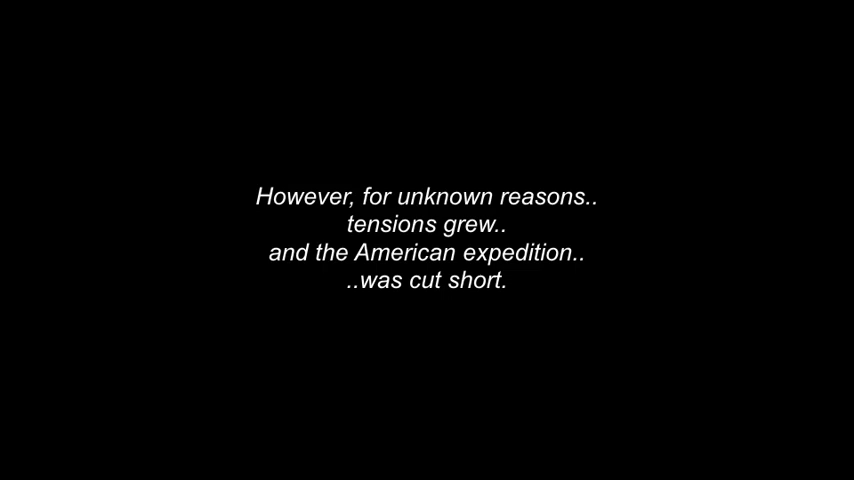 However, for unknown reasons..
tensions grew..
and the American expedition..
..was cut short.